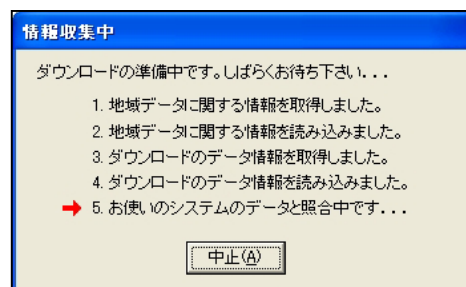 情報収集中
ダウンロードの準備中です。しばらくお待ち下さい...
1. 地域データに関する情報を取得しました。
2. 地域データに関する情報を読み込みました。
3. ダウンロードのデータ情報を取得しました。
4. ダウンロードのデータ情報を読み込みました。
5. お使いのシステムのデータと照合中です...
中止(A)